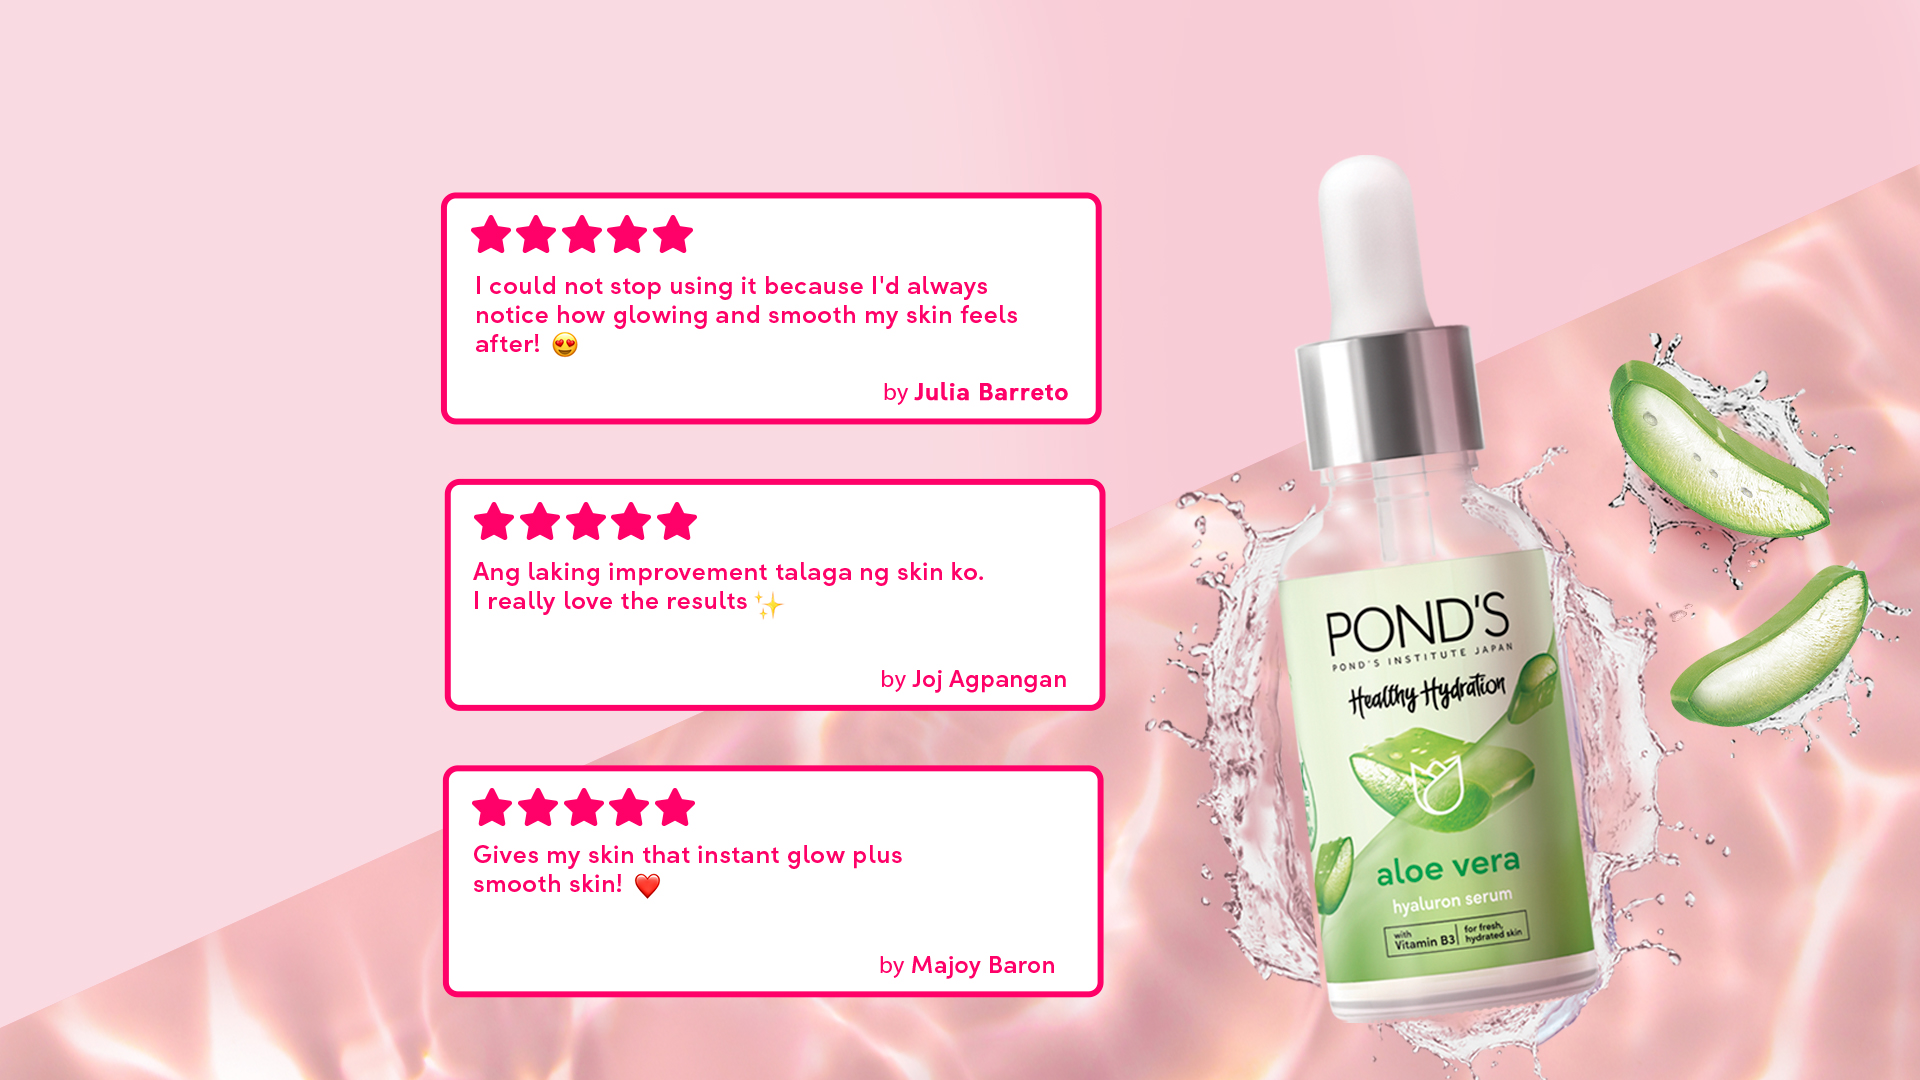 I could not stop using it because I'd always
notice how glowing and smooth my skin feels
after! 😍
by Julia Barreto
Ang laking improvement talaga ng skin ko.
I really love the results ✨
by Joj Agpangan
Gives my skin that instant glow plus
smooth skin! ❤️
by Majoy Baron
POND'S
POND'S INSTITUTE JAPAN
Healthy Hydration
aloe vera
hyaluron serum
with
Vitamin B3
for fresh,
hydrated skin